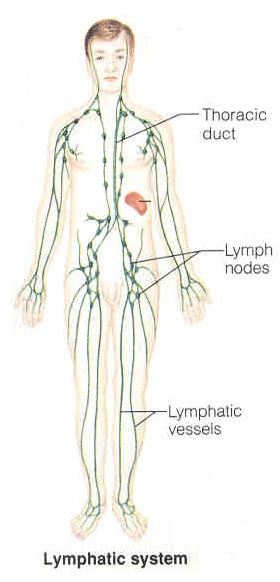 Thoracic
duct
Lymph
nodes
Lymphatic
vessels
Lymphatic system